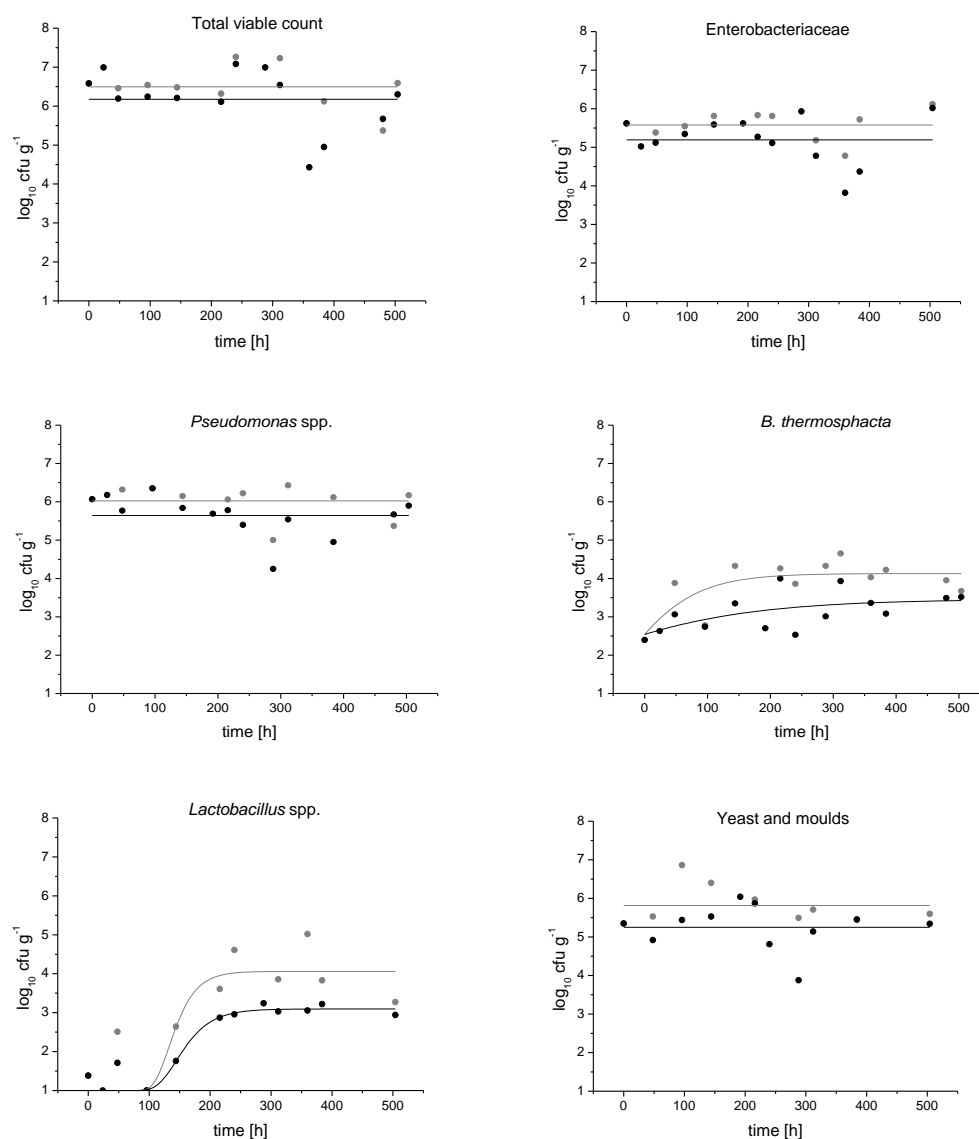 Total viable count
8
7
6
5
4
3
2
1
log10 cfu g-1
0 100 200 300 400 500
time [h]
Enterobacteriaceae
8
7
6
5
4
3
2
1
log10 cfu g-1
0 100 200 300 400 500
time [h]
Pseudomonas spp.
8
7
6
5
4
3
2
1
log10 cfu g-1
0 100 200 300 400 500
time [h]
B. thermosphacta
8
7
6
5
4
3
2
1
log10 cfu g-1
0 100 200 300 400 500
time [h]
Lactobacillus spp.
8
7
6
5
4
3
2
1
log10 cfu g-1
0 100 200 300 400 500
time [h]
Yeast and moulds
8
7
6
5
4
3
2
1
log10 cfu g-1
0 100 200 300 400 500
time [h]